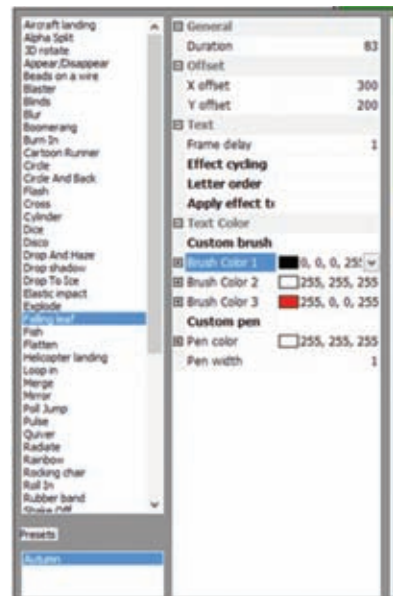 Aircraft landing
Alpha Split
3D rotate
Appear/Disappear
Beads on a wire
Blaster
Blinds
Blur
Boomerang
Burn In
Cartoon Runner
Circle
Circle And Back
Flash
Cross
Cylinder
Dice
Disco
Drop And Haze
Drop shadow
Drop To Ice
Elastic impact
Explode
Falling leaf
Fish
Flatten
Helicopter landing
Loop in
Merge
Mirror
Poll Jump
Pulse
Quiver
Radiate
Rainbow
Rocking chair
Roll In
Rubber band
Shake Off
Presets
Autumn
General
Duration 83
Offset
X offset 300
Y offset 200
Text
Frame delay 1
Effect cycling
Letter order
Apply effect to
Text Color
Custom brush
Brush Color 1 0, 0, 0, 25
Brush Color 2 255, 255, 255
Brush Color 3 255, 0, 0, 255
Custom pen
Pen color 255, 255, 255
Pen width 1